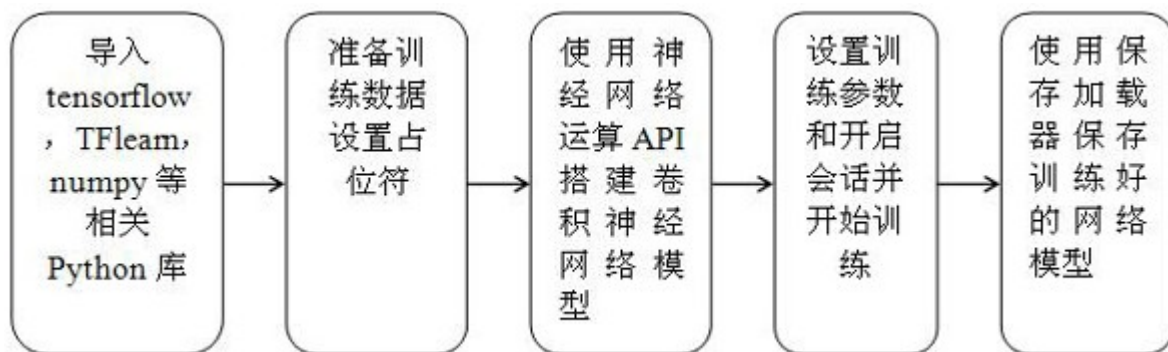 导入
tensorflow
，TFleam，
numpy 等
相关
Python 库
准备训
练数据
设置占
位符
使用神
经网络
运算 API
搭建卷
积神经
网络模
型
设置训
练参数
和开启
会话并
开始训
练
使用保
存加载
器保存
训练好
的网络
模型